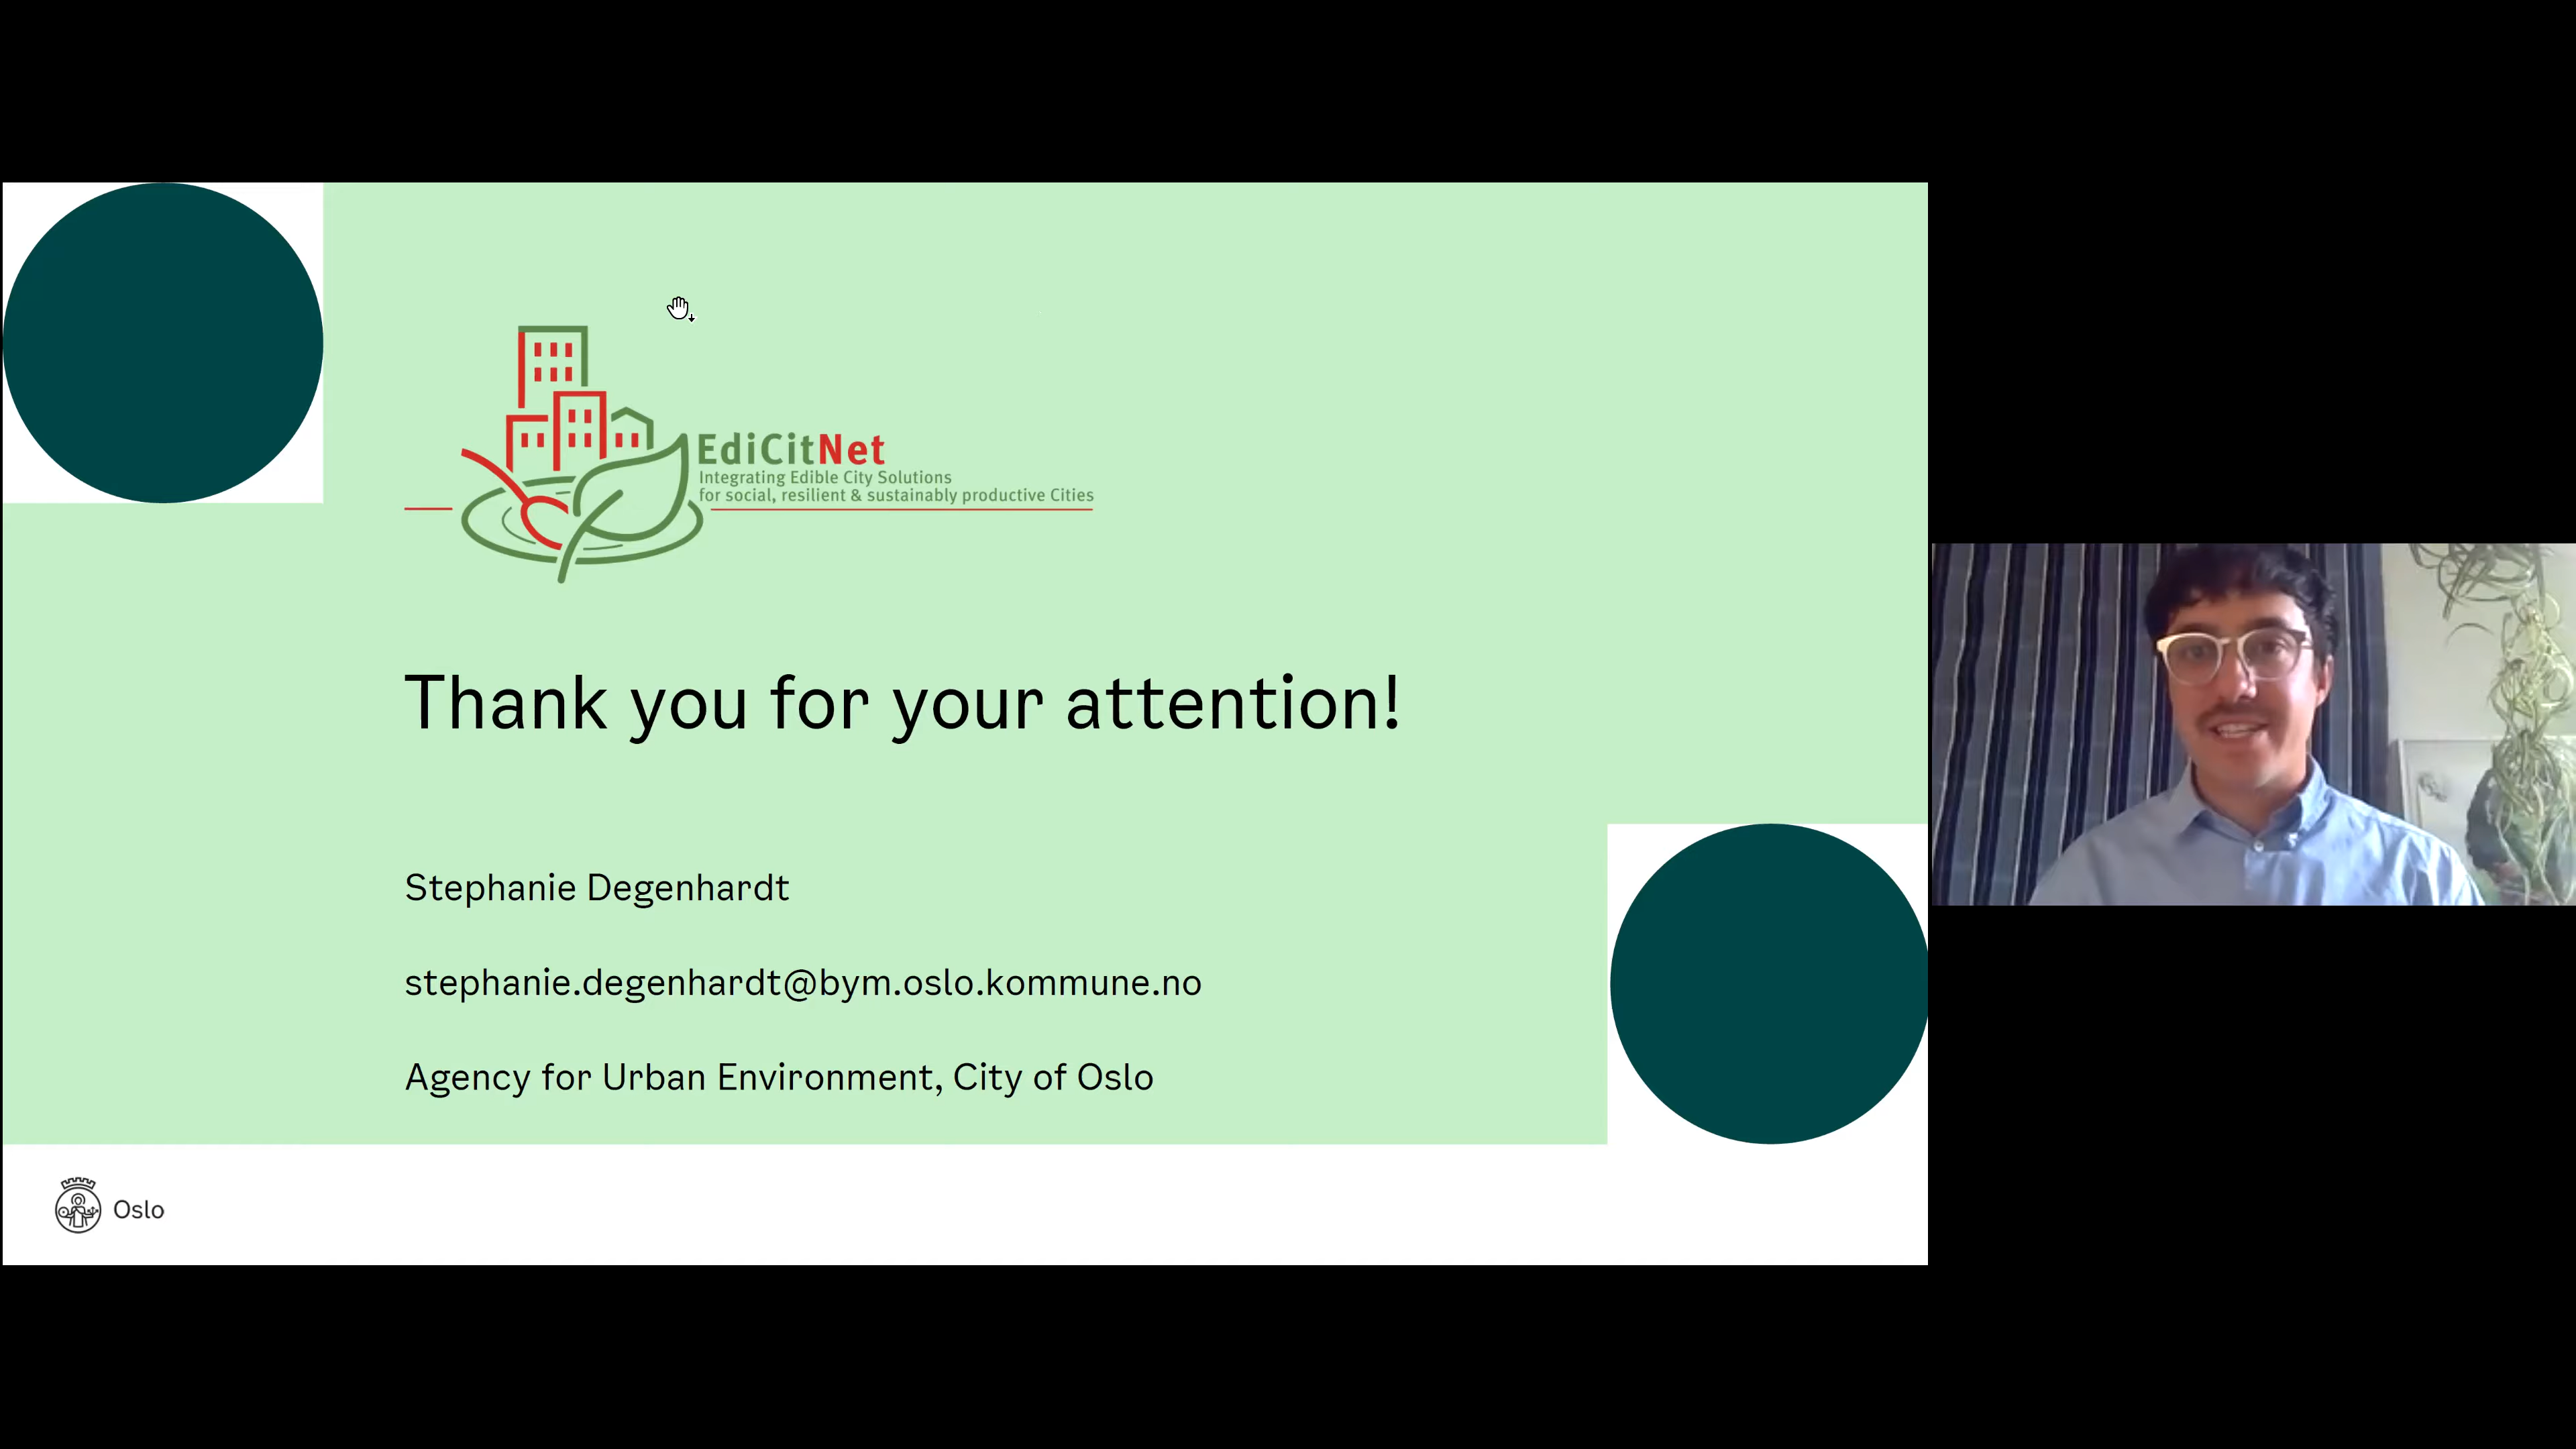 EdiCitNet
Integrating Edible City Solutions
for social, resilient & sustainably productive Cities
Thank you for your attention!
Stephanie Degenhardt
stephanie.degenhardt@bym.oslo.kommune.no
Agency for Urban Environment, City of Oslo
Oslo